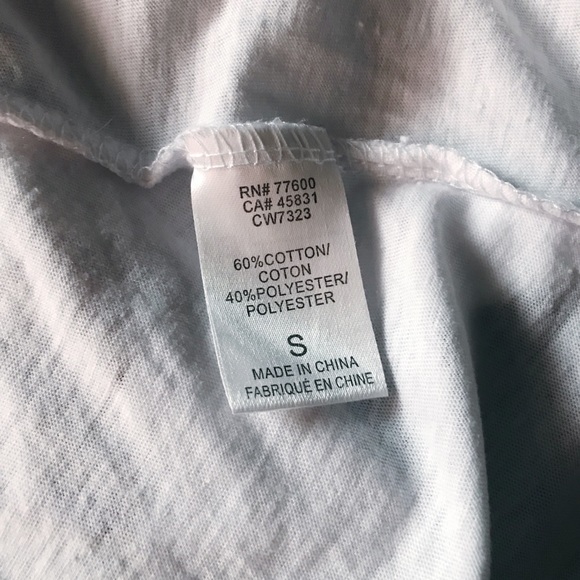 RN# 77600
CA# 45831
CW7323
60%COTTON/
COTON
40%POLYESTER/
POLYESTER
S
MADE IN CHINA
FABRIQUÉ EN CHINE